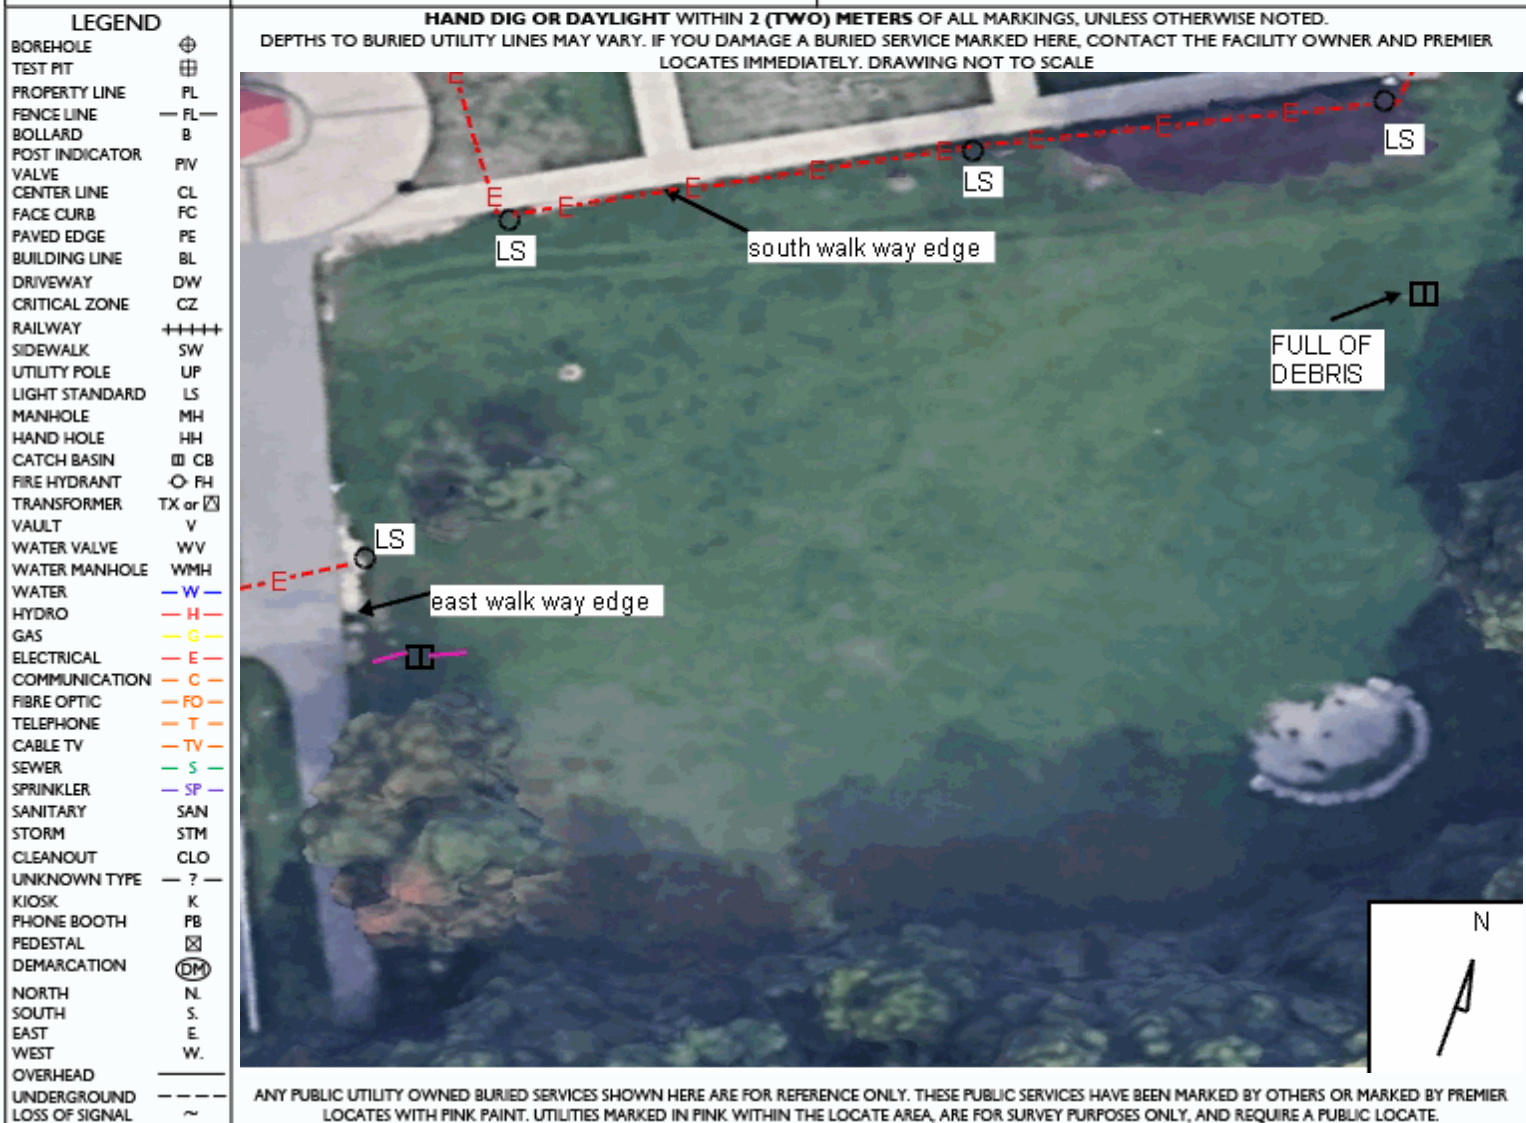 LEGEND
BOREHOLE
TEST PIT
PROPERTY LINE PL
FENCE LINE — FL —
BOLLARD B
POST INDICATOR
VALVE PIV
CENTER LINE CL
FACE CURB FC
PAVED EDGE PE
BUILDING LINE BL
DRIVEWAY DW
CRITICAL ZONE CZ
RAILWAY +++++
SIDEWALK SW
UTILITY POLE UP
LIGHT STANDARD LS
MANHOLE MH
HAND HOLE HH
CATCH BASIN CB
FIRE HYDRANT FH
TRANSFORMER TX or
VAULT V
WATER VALVE WV
WATER MANHOLE WMH
WATER — W —
HYDRO — H —
GAS — G —
ELECTRICAL — E —
COMMUNICATION — C —
FIBRE OPTIC — FO —
TELEPHONE — T —
CABLE TV — TV —
SEWER — S —
SPRINKLER — SP —
SANITARY SAN
STORM STM
CLEANOUT CLO
UNKNOWN TYPE — ? —
KIOSK K
PHONE BOOTH PB
PEDESTAL
DEMARCATION DM
NORTH N.
SOUTH S.
EAST E.
WEST W.
OVERHEAD
UNDERGROUND
LOSS OF SIGNAL ~
HAND DIG OR DAYLIGHT WITHIN 2 (TWO) METERS OF ALL MARKINGS, UNLESS OTHERWISE NOTED.
DEPTHS TO BURIED UTILITY LINES MAY VARY. IF YOU DAMAGE A BURIED SERVICE MARKED HERE, CONTACT THE FACILITY OWNER AND PREMIER
LOCATES IMMEDIATELY. DRAWING NOT TO SCALE
E
E E E E E E E E
LS
LS
LS
south walk way edge
FULL OF
DEBRIS
LS
E
east walk way edge
N
ANY PUBLIC UTILITY OWNED BURIED SERVICES SHOWN HERE ARE FOR REFERENCE ONLY. THESE PUBLIC SERVICES HAVE BEEN MARKED BY OTHERS OR MARKED BY PREMIER
LOCATES WITH PINK PAINT. UTILITIES MARKED IN PINK WITHIN THE LOCATE AREA, ARE FOR SURVEY PURPOSES ONLY, AND REQUIRE A PUBLIC LOCATE.